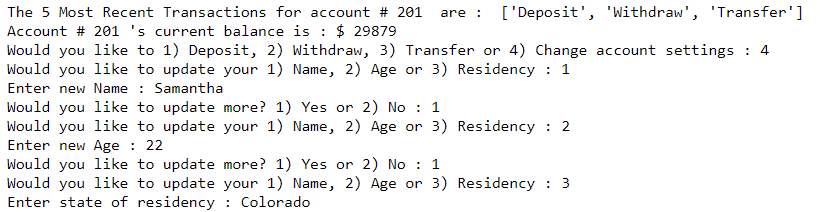 The 5 Most Recent Transactions for account # 201  are :  ['Deposit', 'Withdraw', 'Transfer']
Account # 201 's current balance is : $ 29879
Would you like to 1) Deposit, 2) Withdraw, 3) Transfer or 4) Change account settings : 4
Would you like to update your 1) Name, 2) Age or 3) Residency : 1
Enter new Name : Samantha
Would you like to update more? 1) Yes or 2) No : 1
Would you like to update your 1) Name, 2) Age or 3) Residency : 2
Enter new Age : 22
Would you like to update more? 1) Yes or 2) No : 1
Would you like to update your 1) Name, 2) Age or 3) Residency : 3
Enter state of residency : Colorado